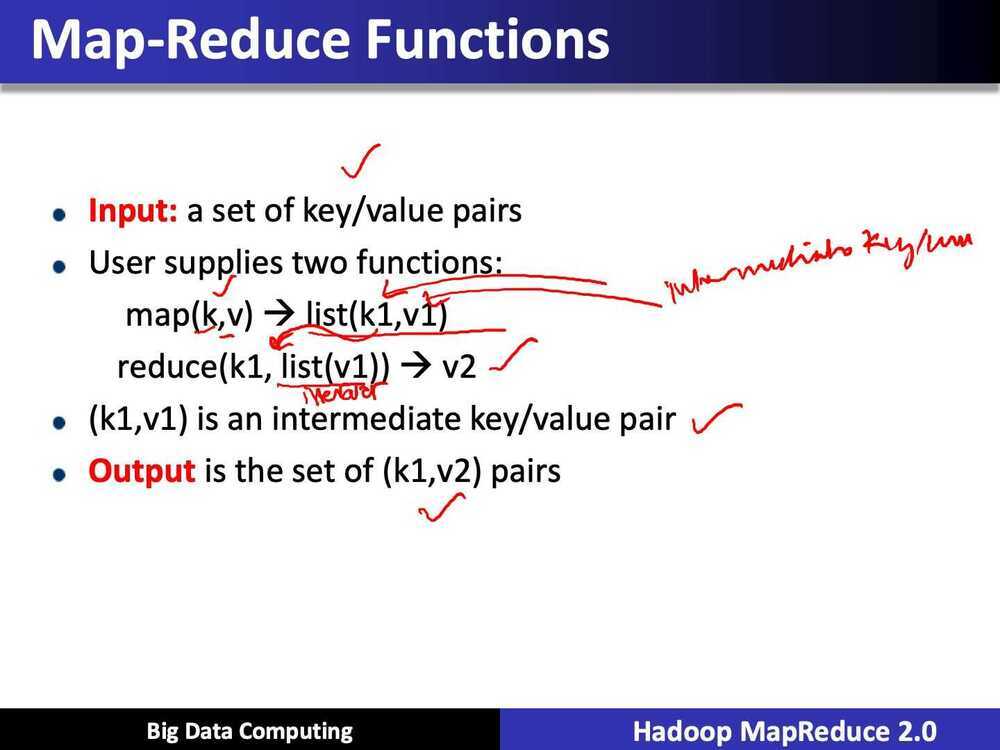 Map-Reduce Functions
• Input: a set of key/value pairs
• User supplies two functions:
intermediate key/
map(k,v) → list(k1,v1)
reduce(k1, list(v1)) → v2
iterator
• (k1,v1) is an intermediate key/value pair
• Output is the set of (k1,v2) pairs
Big Data Computing
Hadoop MapReduce 2.0